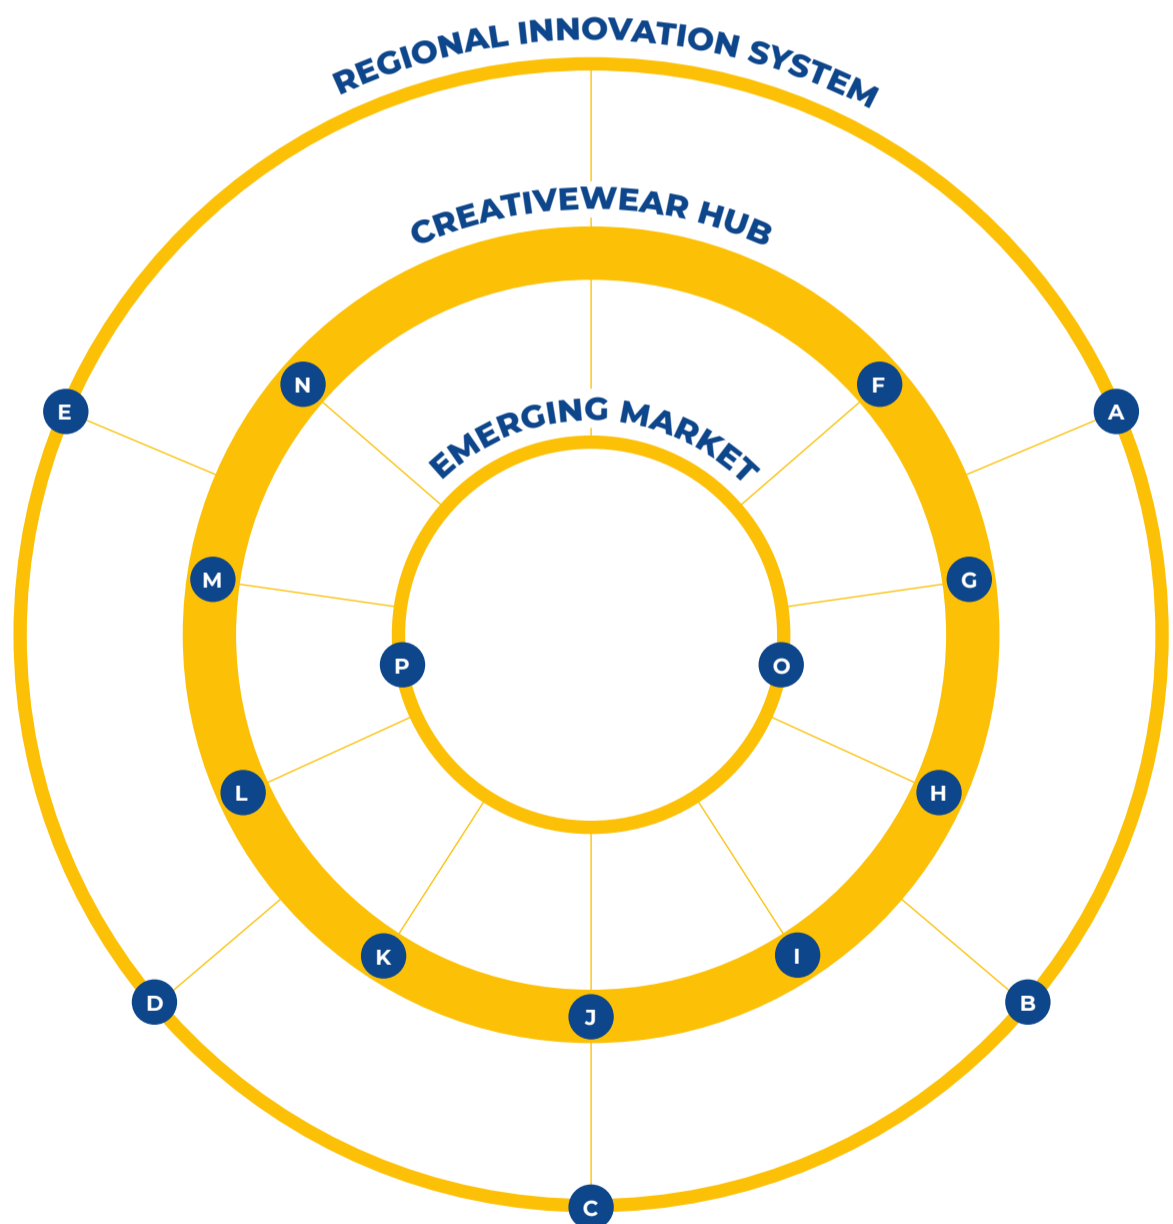 REGIONAL INNOVATION SYSTEM
CREATIVEWEAR HUB
EMERGING MARKET
N
F
E
A
M
G
P
O
L
H
K
I
D
B
J
C